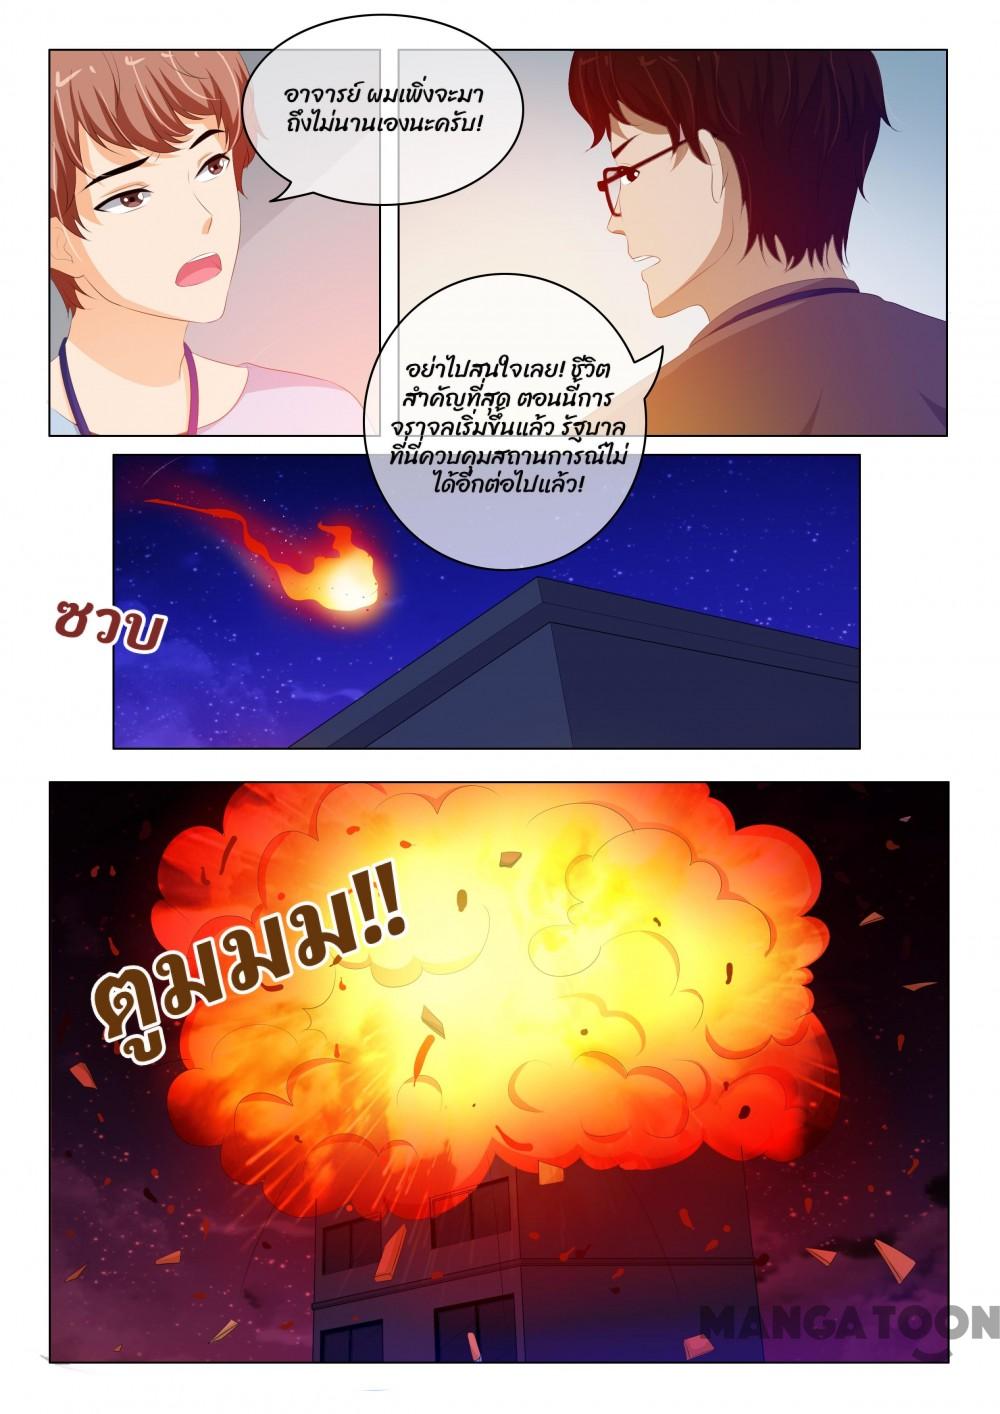 อาจารย์ ผมเพิ่งจะมา
ถึงไม่นานเองนะครับ!
อย่าไปสนใจเลย! ชีวิต
สำคัญที่สุด ตอนนี้การ
จราจลเริ่มขึ้นแล้ว รัฐบาล
ที่นี่ควบคุมสถานการณ์ไม่
ได้อีกต่อไปแล้ว!
ซวบ
ตูมมม!!
MANGATOON